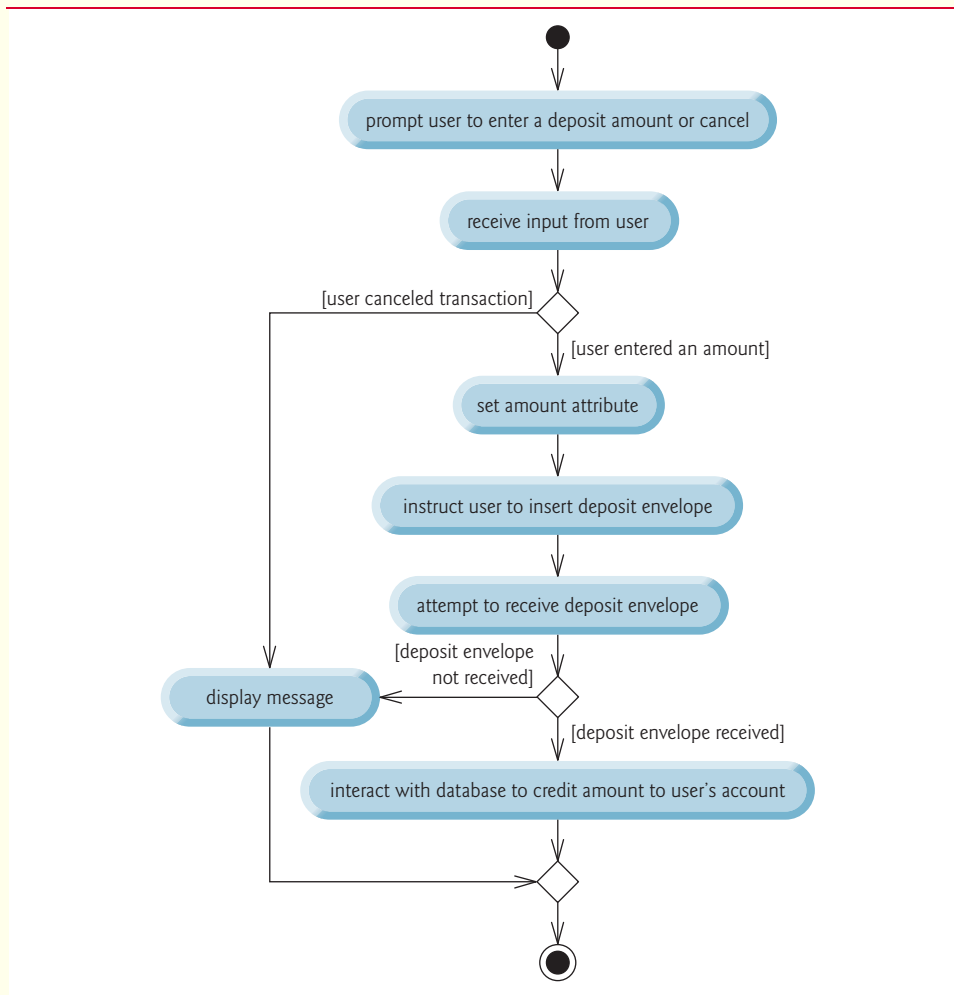 prompt user to enter a deposit amount or cancel
receive input from user
[user canceled transaction]
[user entered an amount]
set amount attribute
instruct user to insert deposit envelope
attempt to receive deposit envelope
[deposit envelope
not received]
display message
[deposit envelope received]
interact with database to credit amount to user's account